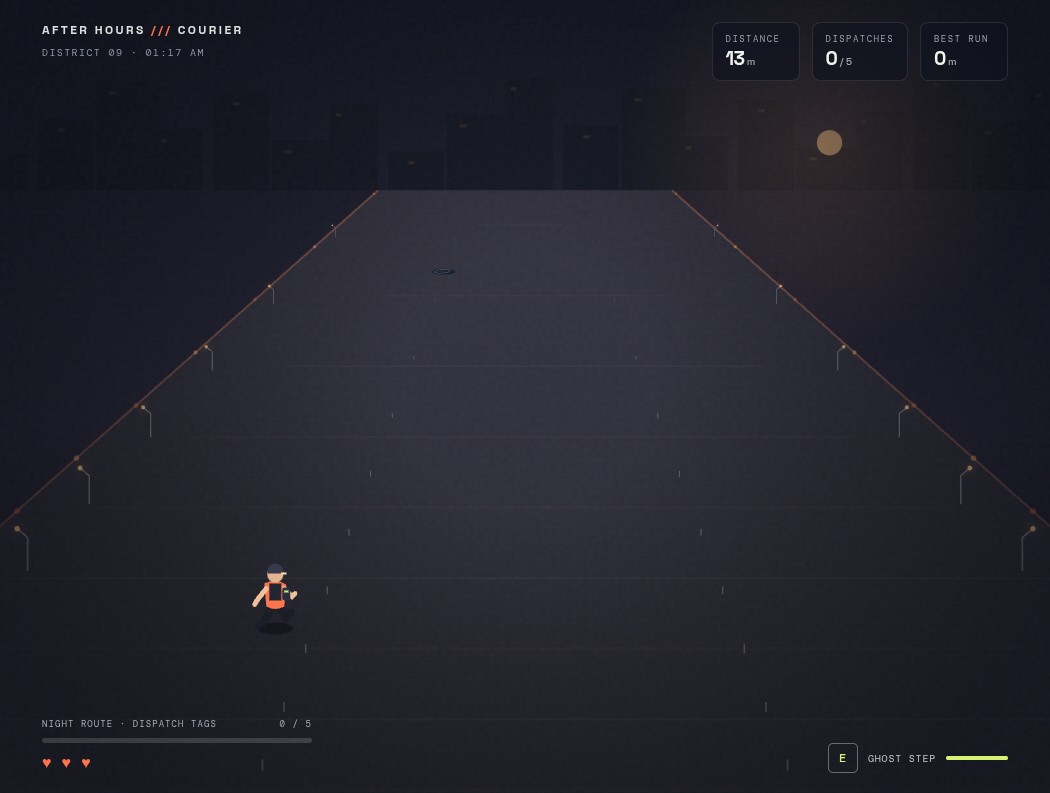 AFTER HOURS /// COURIER
DISTRICT 09 · 01:17 AM
DISTANCE
13m
DISPATCHES
0/5
BEST RUN
0m
NIGHT ROUTE · DISPATCH TAGS 0 / 5
♥ ♥ ♥
E GHOST STEP